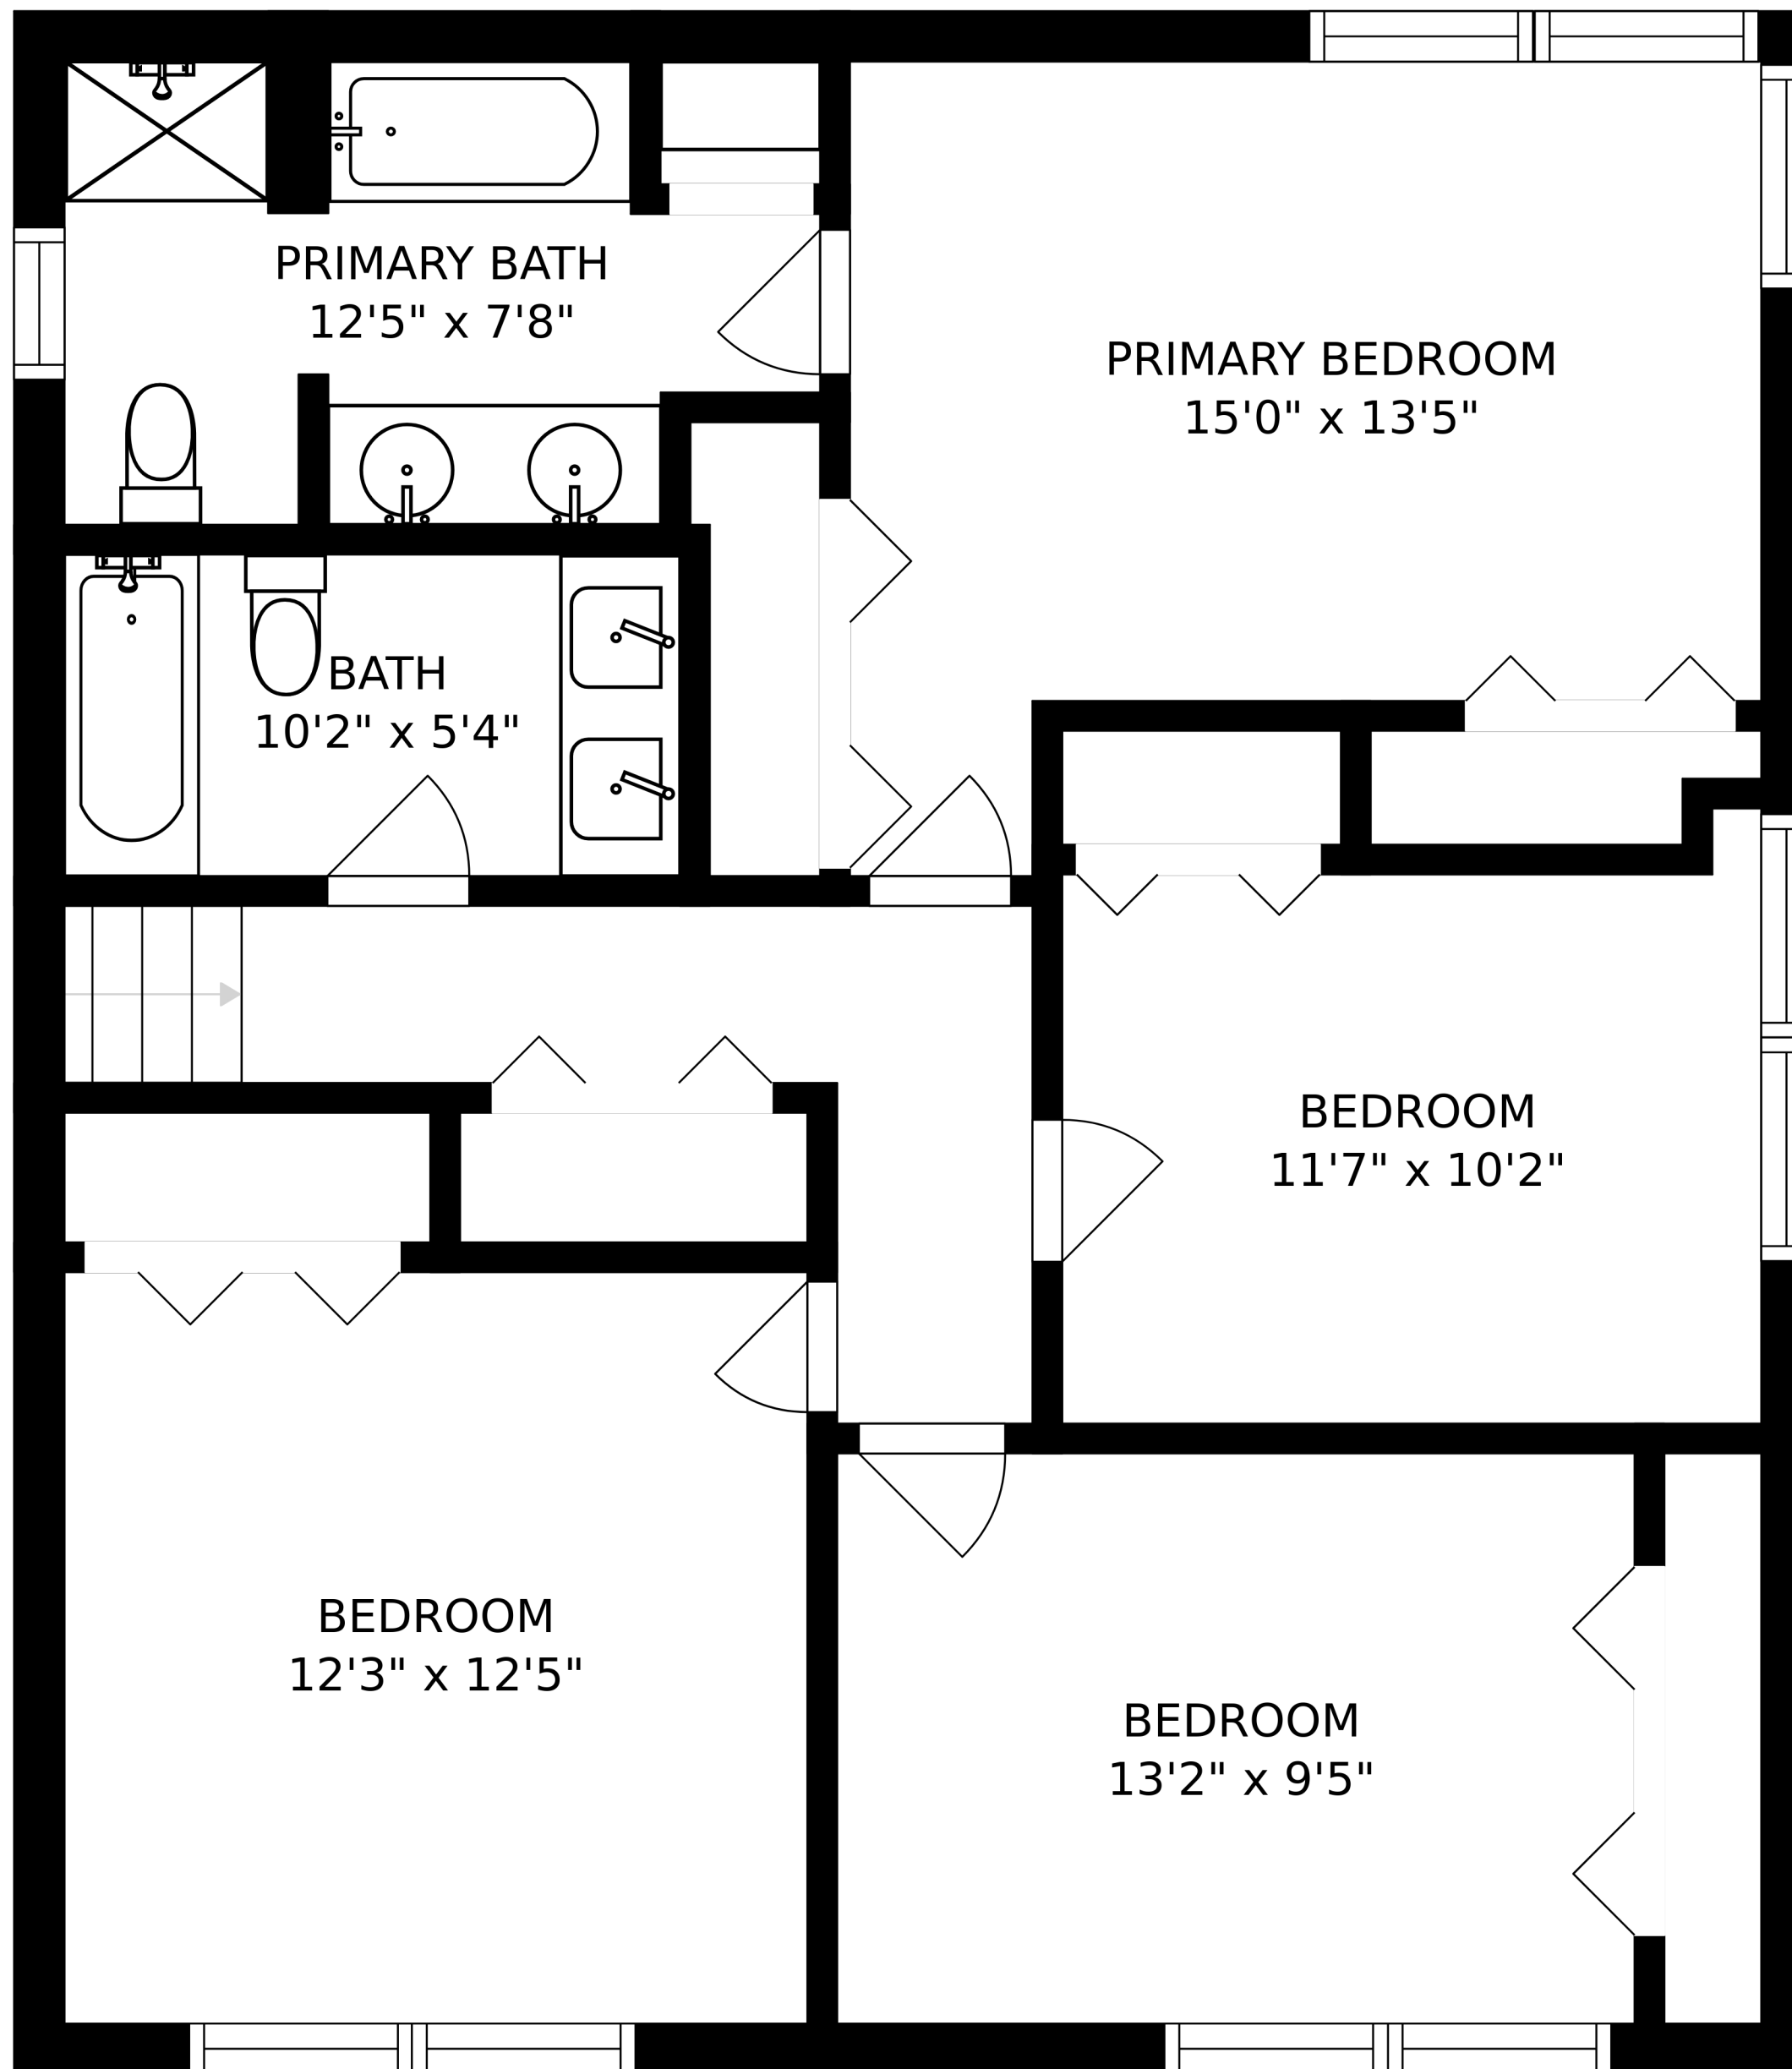 PRIMARY BATH
12'5" x 7'8"
PRIMARY BEDROOM
15'0" x 13'5"
BATH
10'2" x 5'4"
BEDROOM
11'7" x 10'2"
BEDROOM
12'3" x 12'5"
BEDROOM
13'2" x 9'5"